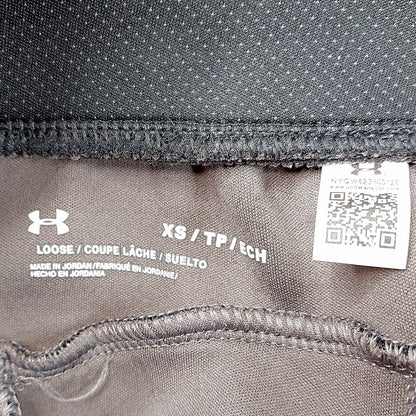 XS / TP / ECH
LOOSE / COUPE LÂCHE / SUELTO
MADE IN JORDAN / FABRIQUÉ EN JORDANIE /
HECHO EN JORDANIA